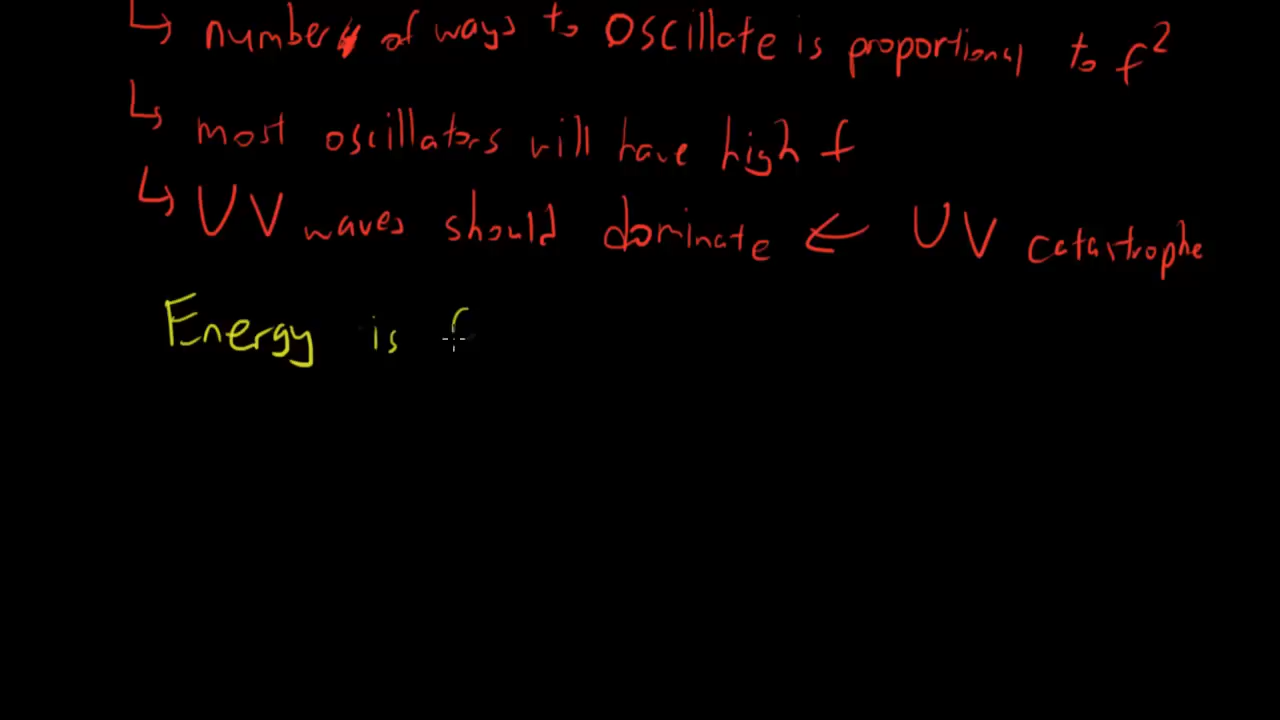 ↳ number of ways to oscillate is proportional to f²
↳ most oscillators will have high f
↳ UV waves should dominate ← UV catastrophe
Energy is